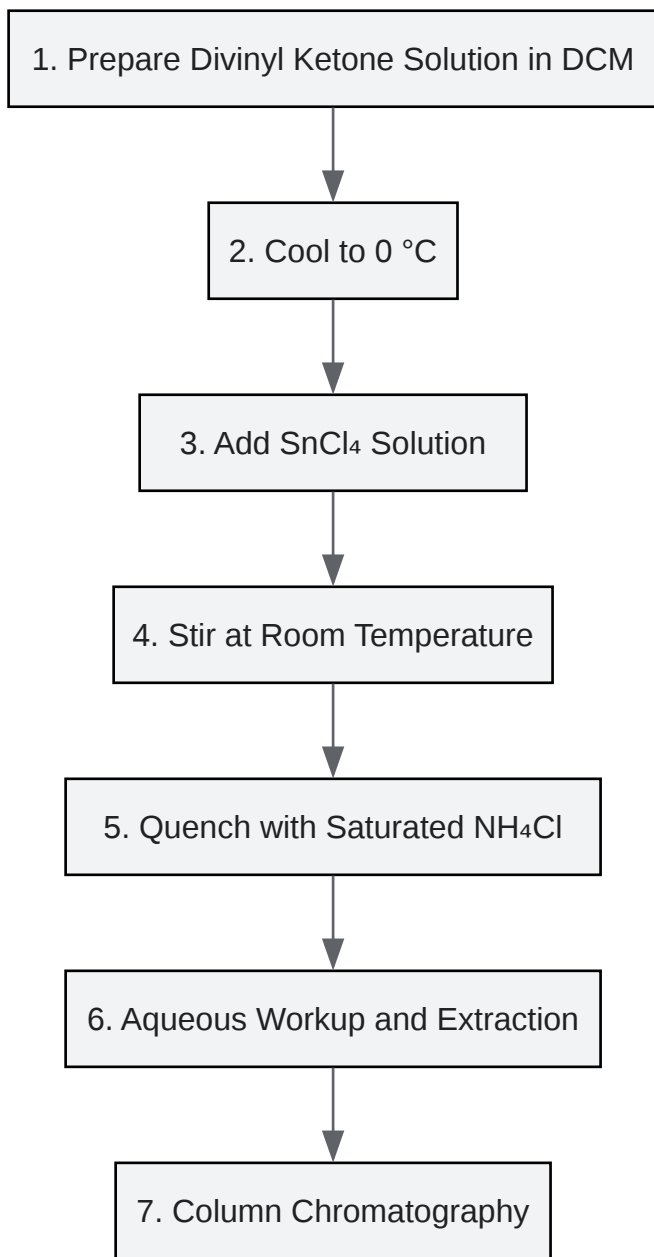 1. Prepare Divinyl Ketone Solution in DCM
2. Cool to 0 °C
3. Add SnCl₄ Solution
4. Stir at Room Temperature
5. Quench with Saturated NH₄Cl
6. Aqueous Workup and Extraction
7. Column Chromatography